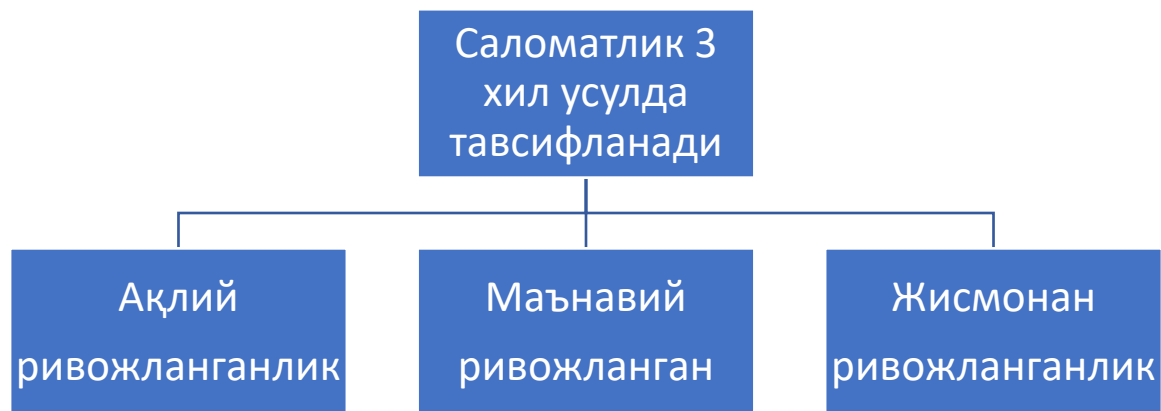 Саломатлик 3
хил усулда
тавсифланади
Ақлий
ривожланганлик
Маънавий
ривожланган
Жисмонан
ривожланганлик